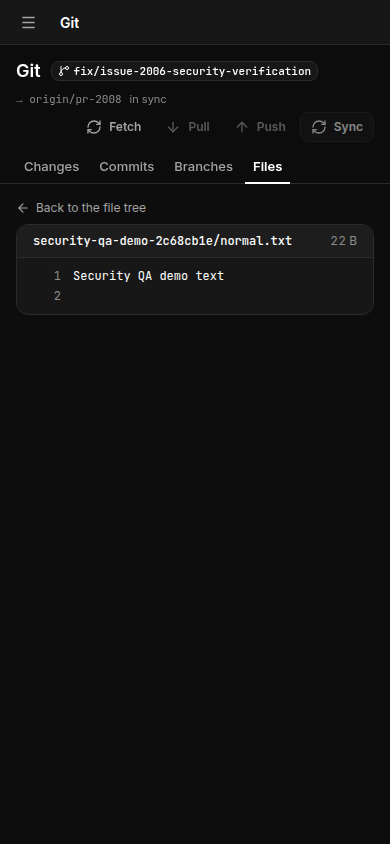 Git
Git fix/issue-2006-security-verification
→ origin/pr-2008 in sync
Fetch Pull Push Sync
Changes Commits Branches Files
← Back to the file tree
security-qa-demo-2c68cb1e/normal.txt 22 B
1 Security QA demo text
2